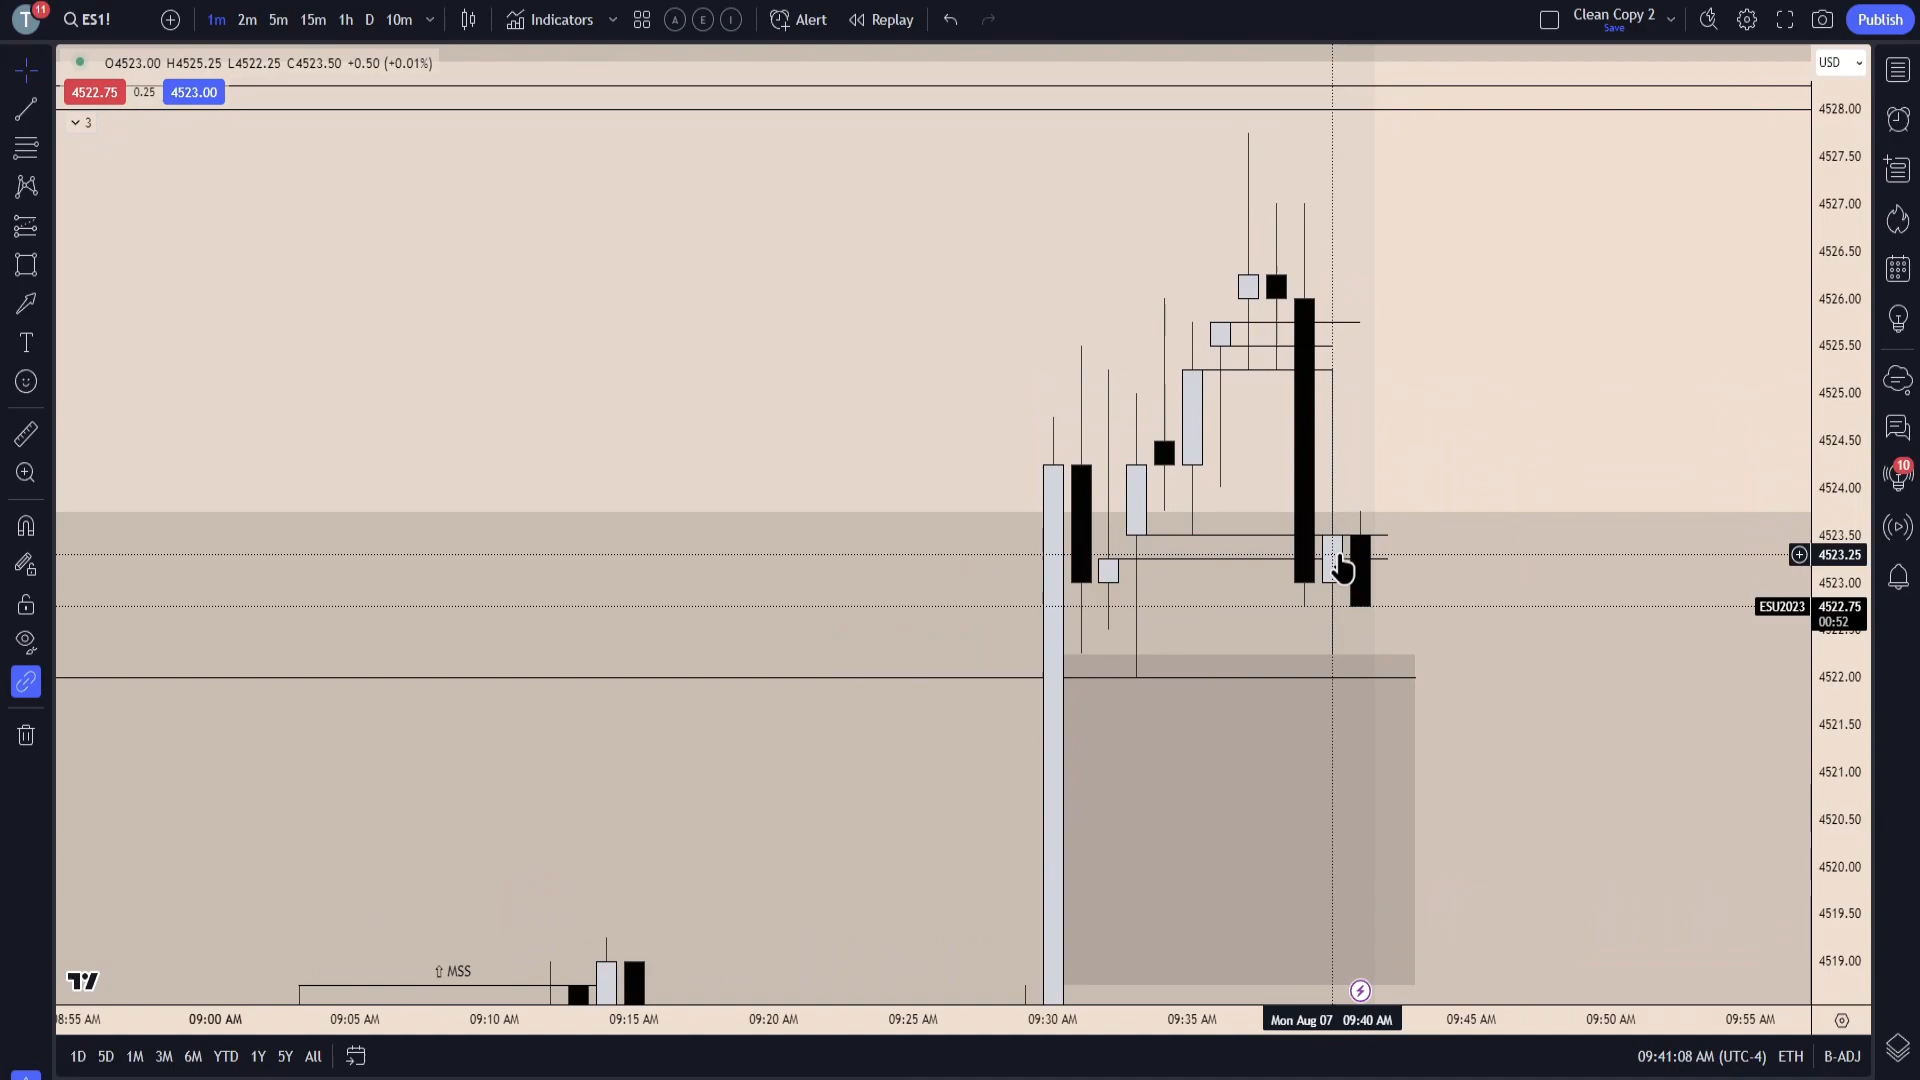 T 11 ES1! 1m 2m 5m 15m 1h D 10m Indicators A E I Alert Replay Clean Copy 2 Save Publish
O4523.00 H4525.25 L4522.25 C4523.50 +0.50 (+0.01%)
USD
4522.75 0.25 4523.00
3
4528.00
4527.50
4527.00
4526.50
4526.00
4525.50
4525.00
4524.50
4524.00
10
4523.50
4523.25
4523.00
ESU2023 4522.75
00:52
4522.00
4521.50
4521.00
4520.50
4520.00
4519.50
4519.00
⇧ MSS
8:55 AM 09:00 AM 09:05 AM 09:10 AM 09:15 AM 09:20 AM 09:25 AM 09:30 AM 09:35 AM Mon Aug 07 09:40 AM 09:45 AM 09:50 AM 09:55 AM
1D 5D 1M 3M 6M YTD 1Y 5Y All 09:41:08 AM (UTC-4) ETH B-ADJ